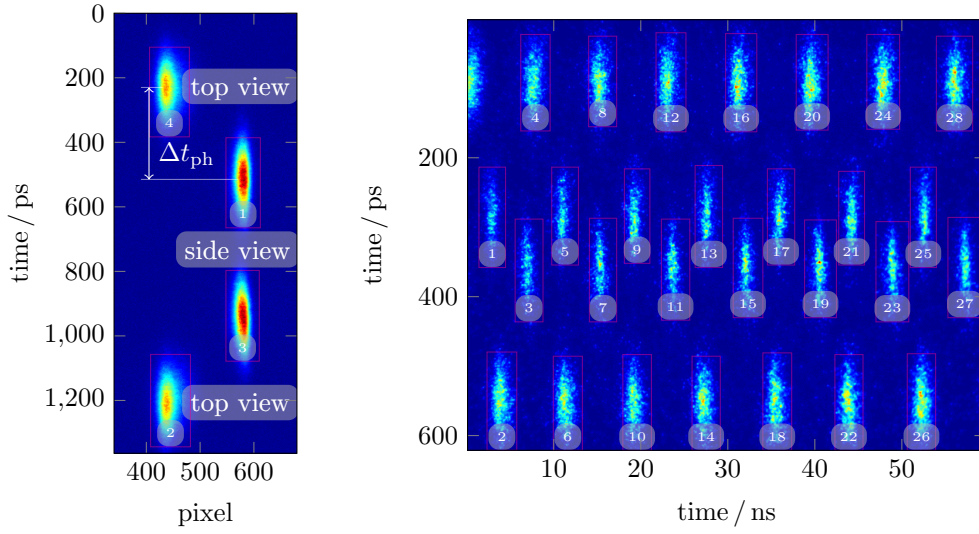 0
200
400
600
800
1,000
1,200
time / ps
400 500 600
pixel
top view
4
Δt_ph
1
side view
3
top view
2
200
400
600
time / ps
10 20 30 40 50
time / ns
4 8 12 16 20 24 28
1 5 9 13 17 21 25
3 7 11 15 19 23 27
2 6 10 14 18 22 26